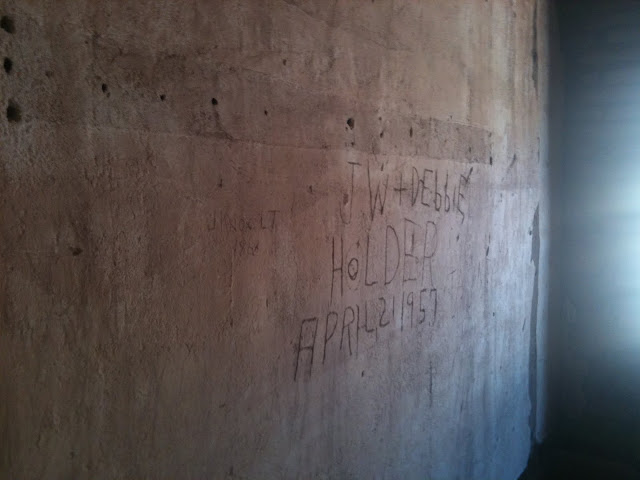 JW + DEbbIE
HOLDER
APRIL 21 1957